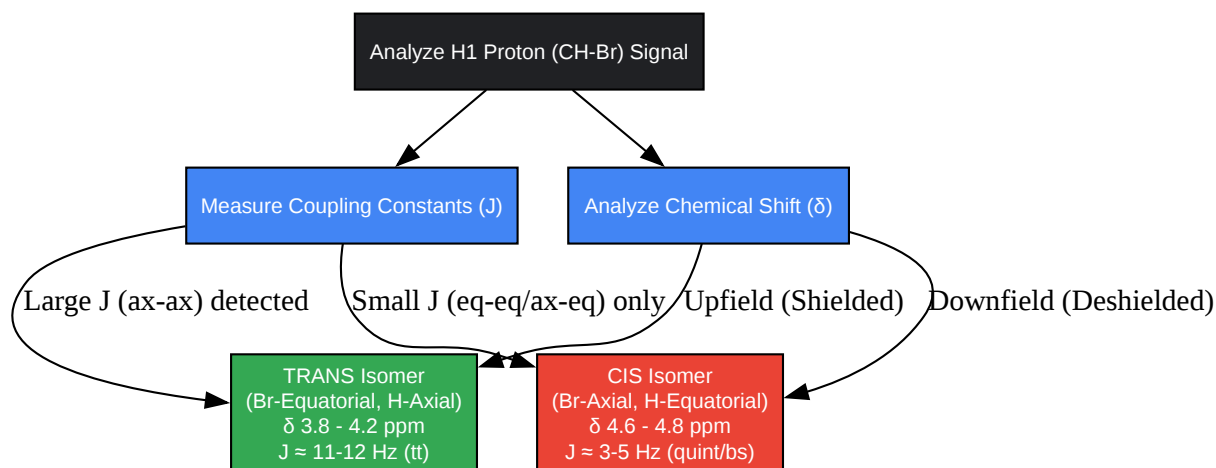 Analyze H1 Proton (CH-Br) Signal
Measure Coupling Constants (J)
Analyze Chemical Shift (δ)
Large J (ax-ax) detected
Small J (eq-eq/ax-eq) only
Upfield (Shielded)
Downfield (Deshielded)
TRANS Isomer
(Br-Equatorial, H-Axial)
δ 3.8 - 4.2 ppm
J ≈ 11-12 Hz (tt)
CIS Isomer
(Br-Axial, H-Equatorial)
δ 4.6 - 4.8 ppm
J ≈ 3-5 Hz (quint/bs)